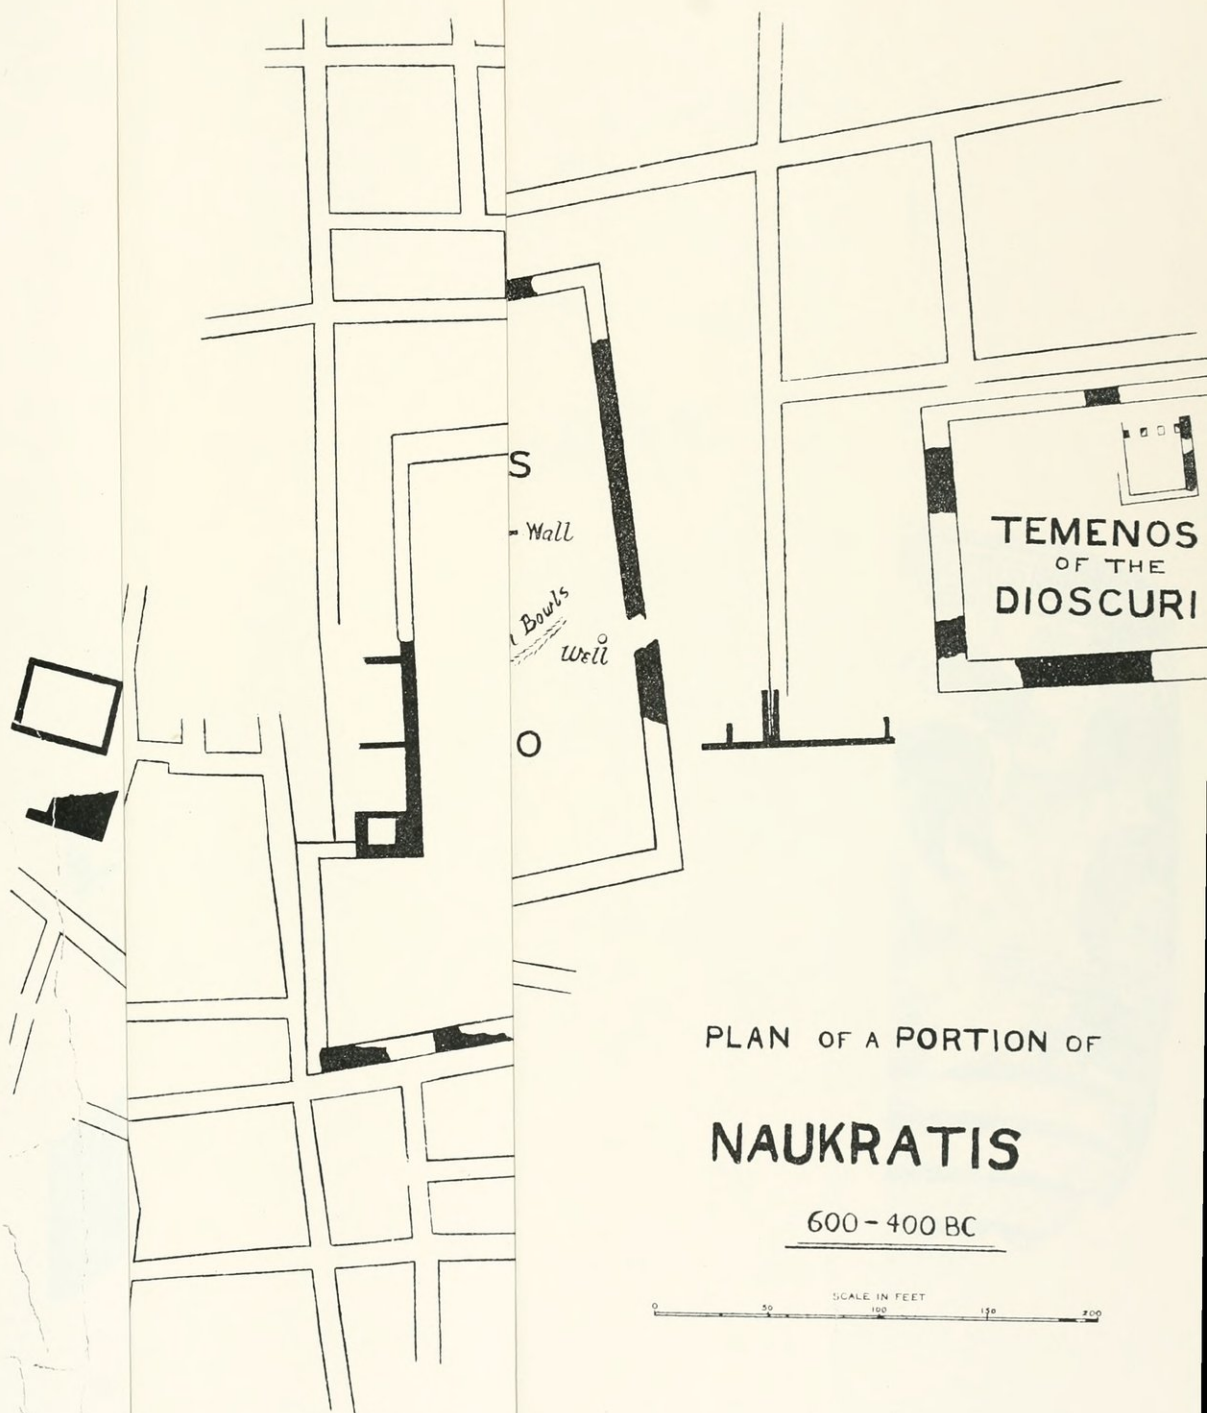 S
Wall
Bowls
Well
O
TEMENOS
OF THE
DIOSCURI
PLAN OF A PORTION OF
NAUKRATIS
600-400 BC
SCALE IN FEET
0 50 100 150 200